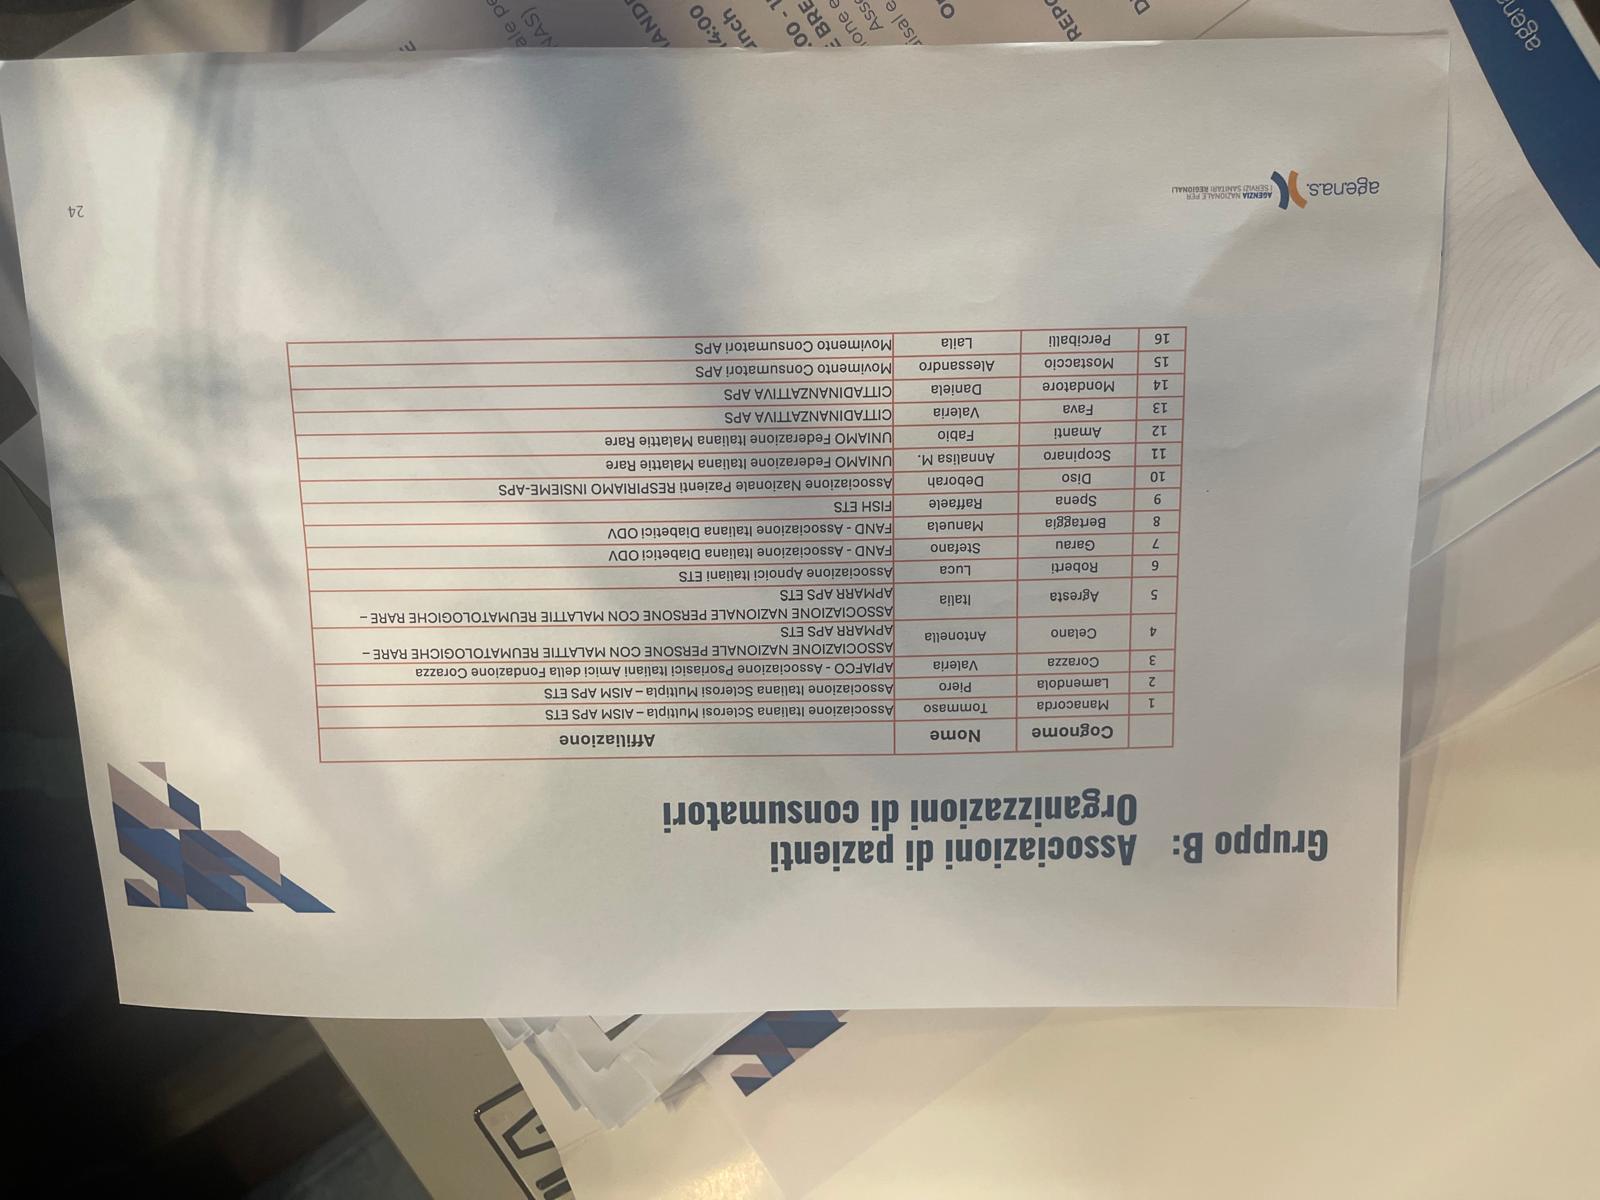 Gruppo B: Associazioni di pazienti
Organizzazioni di consumatori
Cognome Nome Affiliazione
1 Manacorda Tommaso Associazione Italiana Sclerosi Multipla – AISM APS ETS
2 Lamendola Piero Associazione Italiana Sclerosi Multipla – AISM APS ETS
3 Corazza Valeria APIAFCO - Associazione Psoriasici Italiani Amici della Fondazione Corazza
4 Celano Antonella ASSOCIAZIONE NAZIONALE PERSONE CON MALATTIE REUMATOLOGICHE RARE –
APMARR APS ETS
5 Agresta Italia ASSOCIAZIONE NAZIONALE PERSONE CON MALATTIE REUMATOLOGICHE RARE –
APMARR APS ETS
6 Roberti Luca Associazione Apnoici Italiani ETS
7 Garau Stefano FAND - Associazione Italiana Diabetici ODV
8 Bertaggia Manuela FAND - Associazione Italiana Diabetici ODV
9 Spena Raffaele FISH ETS
10 Diso Deborah Associazione Nazionale Pazienti RESPIRIAMO INSIEME-APS
11 Scopinaro Annalisa M. UNIAMO Federazione Italiana Malattie Rare
12 Amanti Fabio UNIAMO Federazione Italiana Malattie Rare
13 Fava Valeria CITTADINANZATTIVA APS
14 Mondatore Daniela CITTADINANZATTIVA APS
15 Mostaccio Alessandro Movimento Consumatori APS
16 Perciballi Laila Movimento Consumatori APS
agenas.
AGENZIA NAZIONALE PER
I SERVIZI SANITARI REGIONALI
24